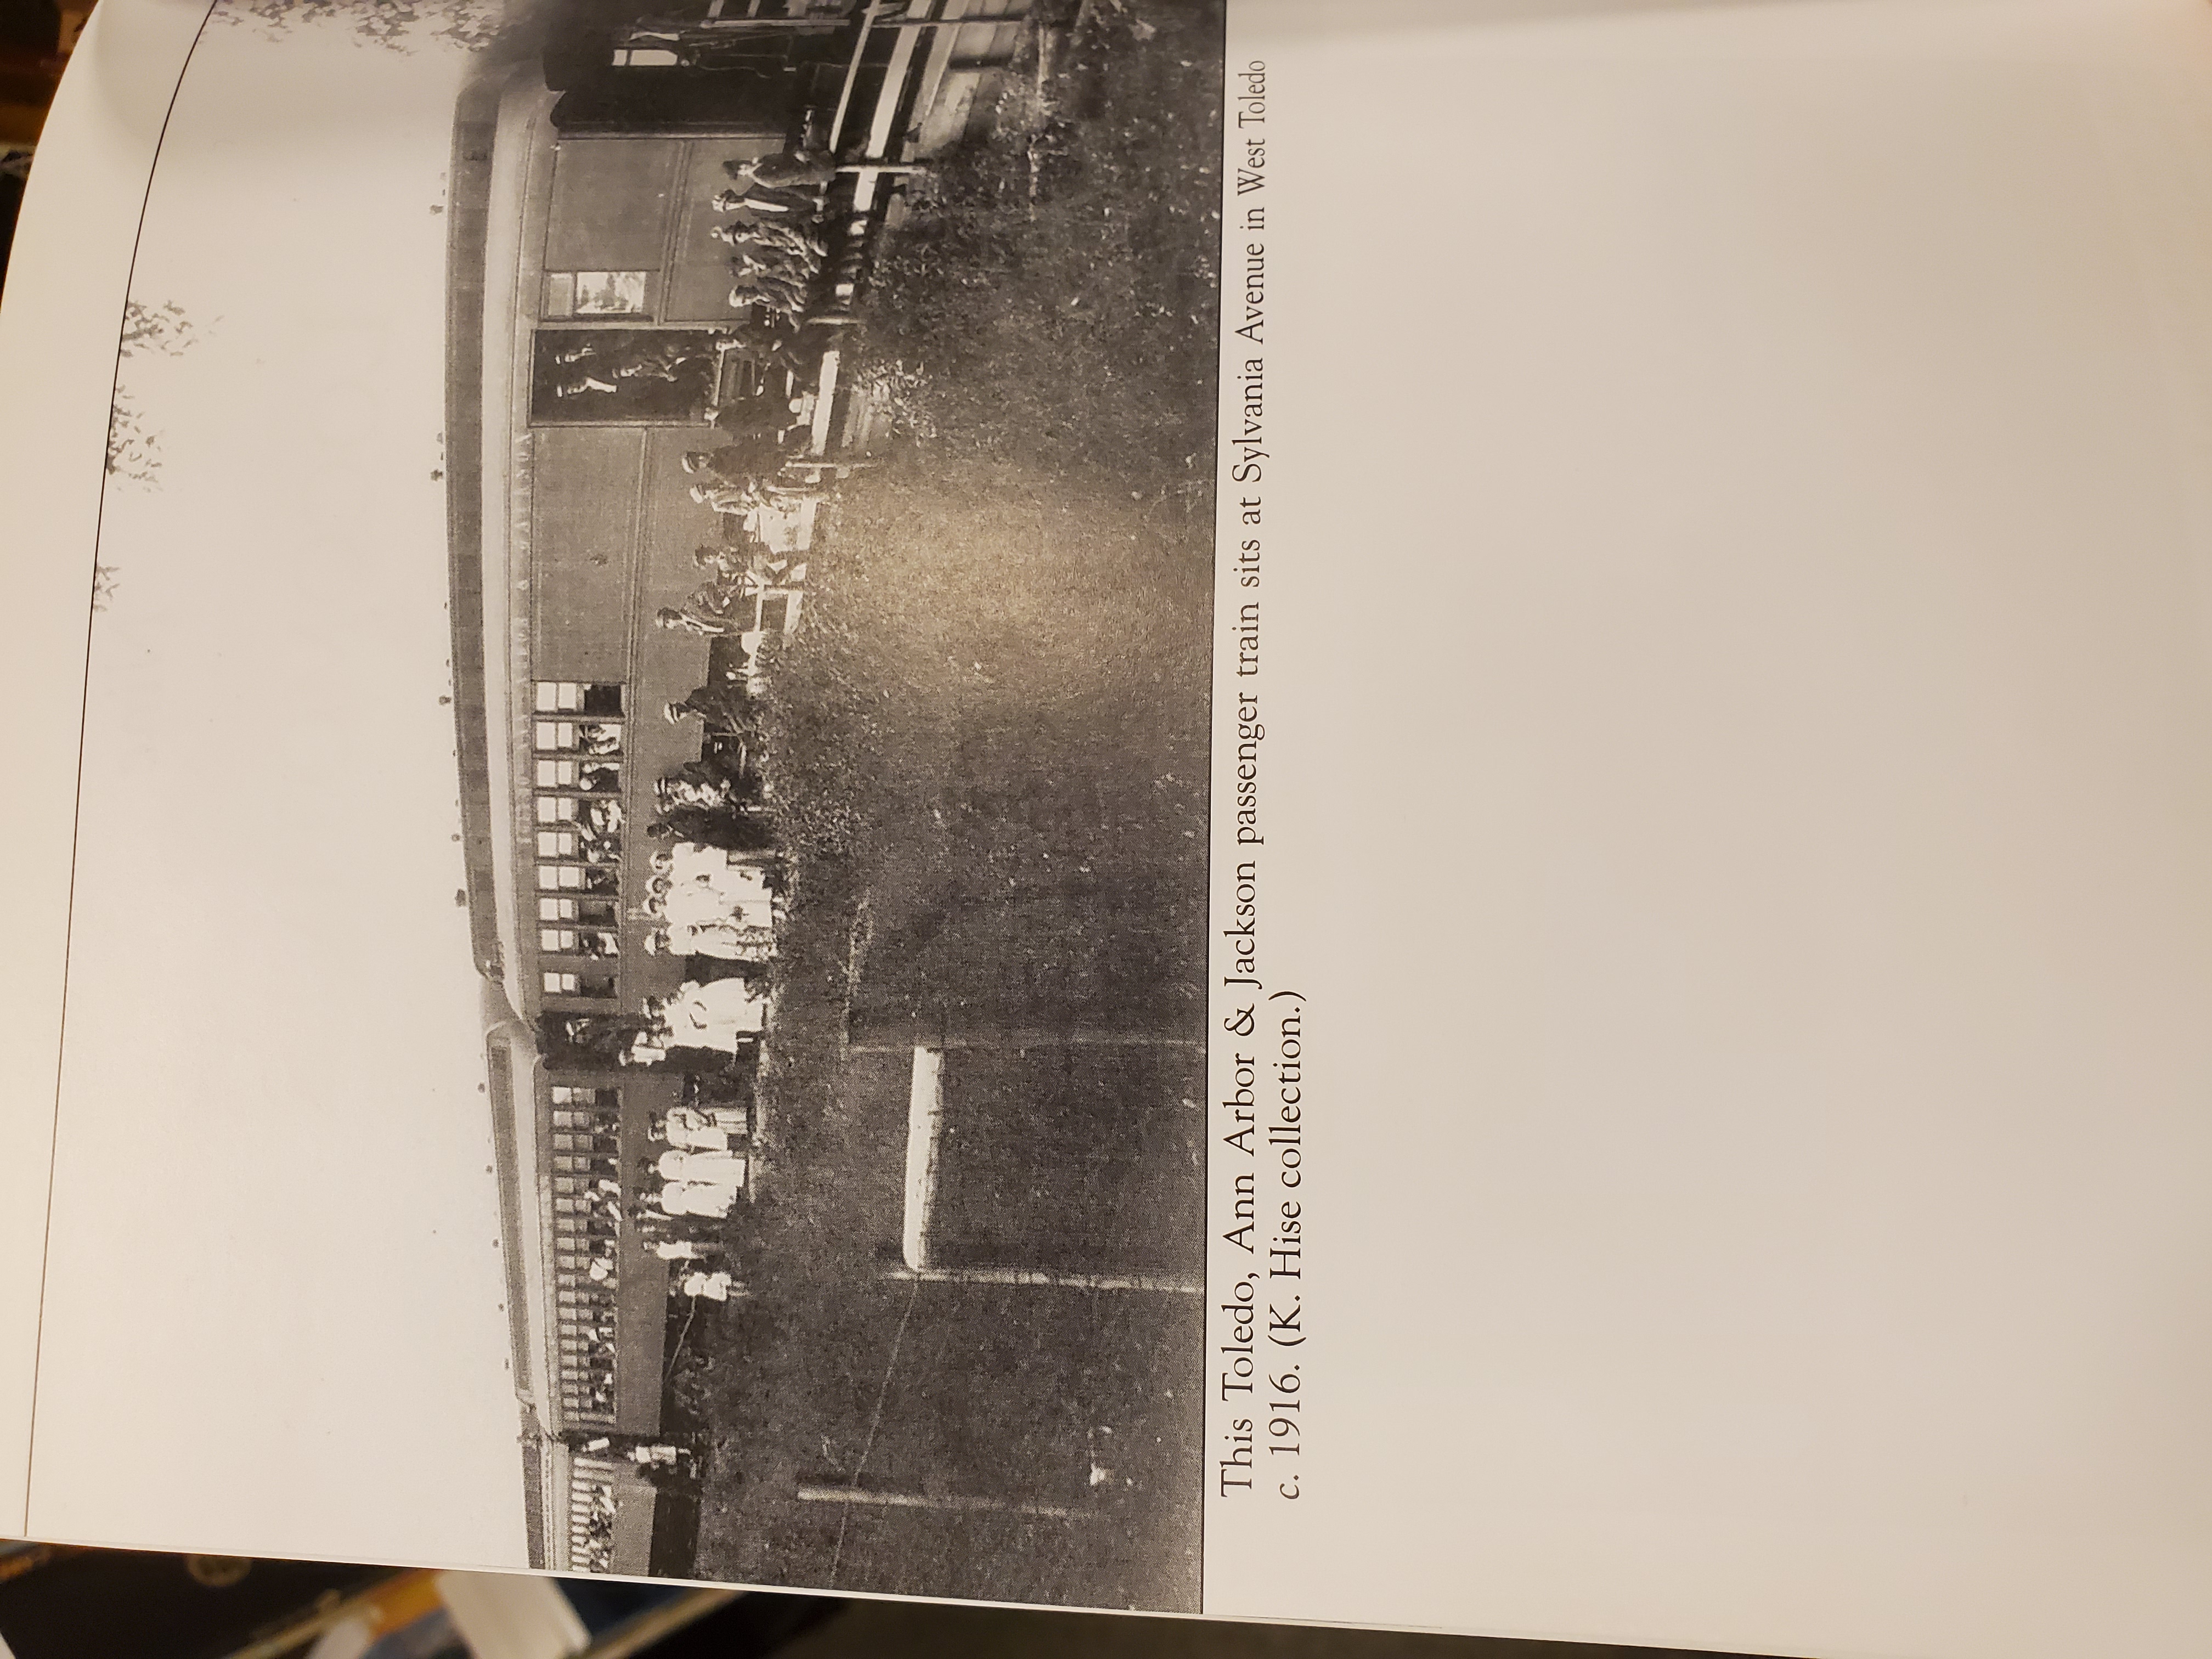 This Toledo, Ann Arbor & Jackson passenger train sits at Sylvania Avenue in West Toledo
c. 1916. (K. Hise collection.)